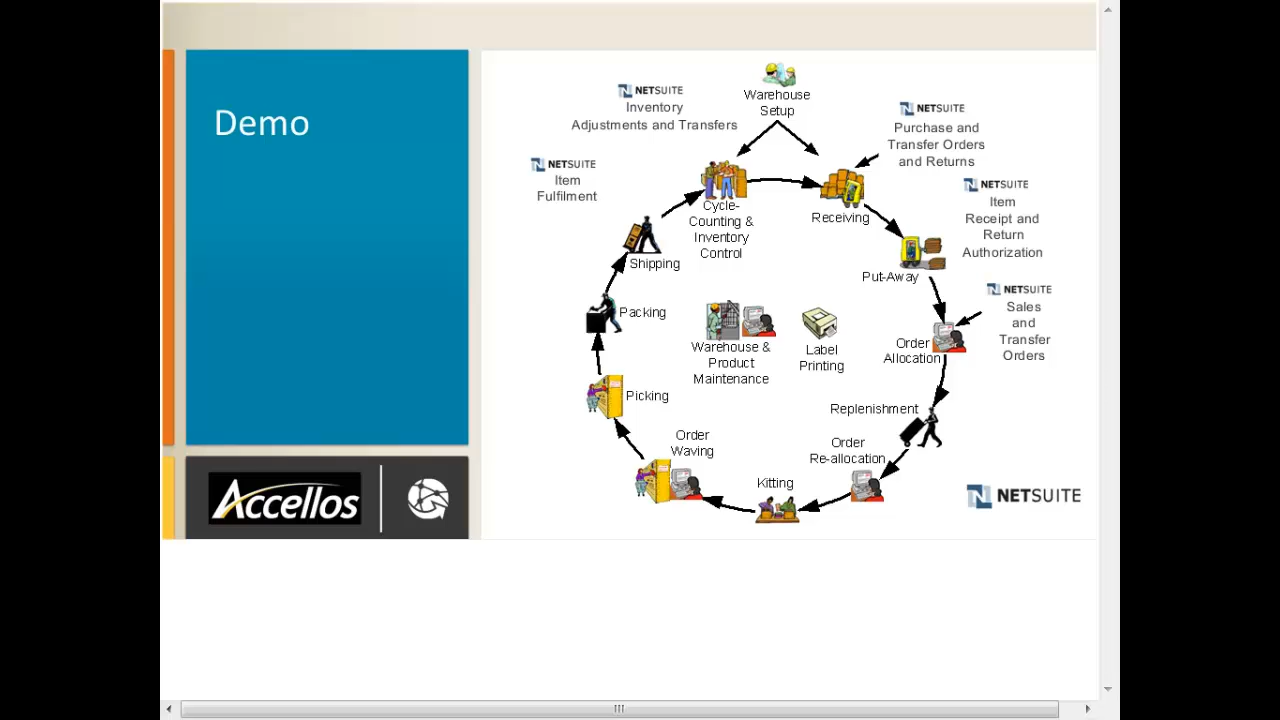 Demo
Accellos
NETSUITE
Inventory
Adjustments and Transfers
NETSUITE
Item
Fulfilment
Warehouse
Setup
NETSUITE
Purchase and
Transfer Orders
and Returns
NETSUITE
Item
Receipt and
Return
Authorization
NETSUITE
Sales
and
Transfer
Orders
Cycle-
Counting &
Inventory
Control
Receiving
Put-Away
Order
Allocation
Replenishment
Order
Re-allocation
Kitting
Order
Waving
Picking
Packing
Shipping
Warehouse &
Product
Maintenance
Label
Printing
NETSUITE